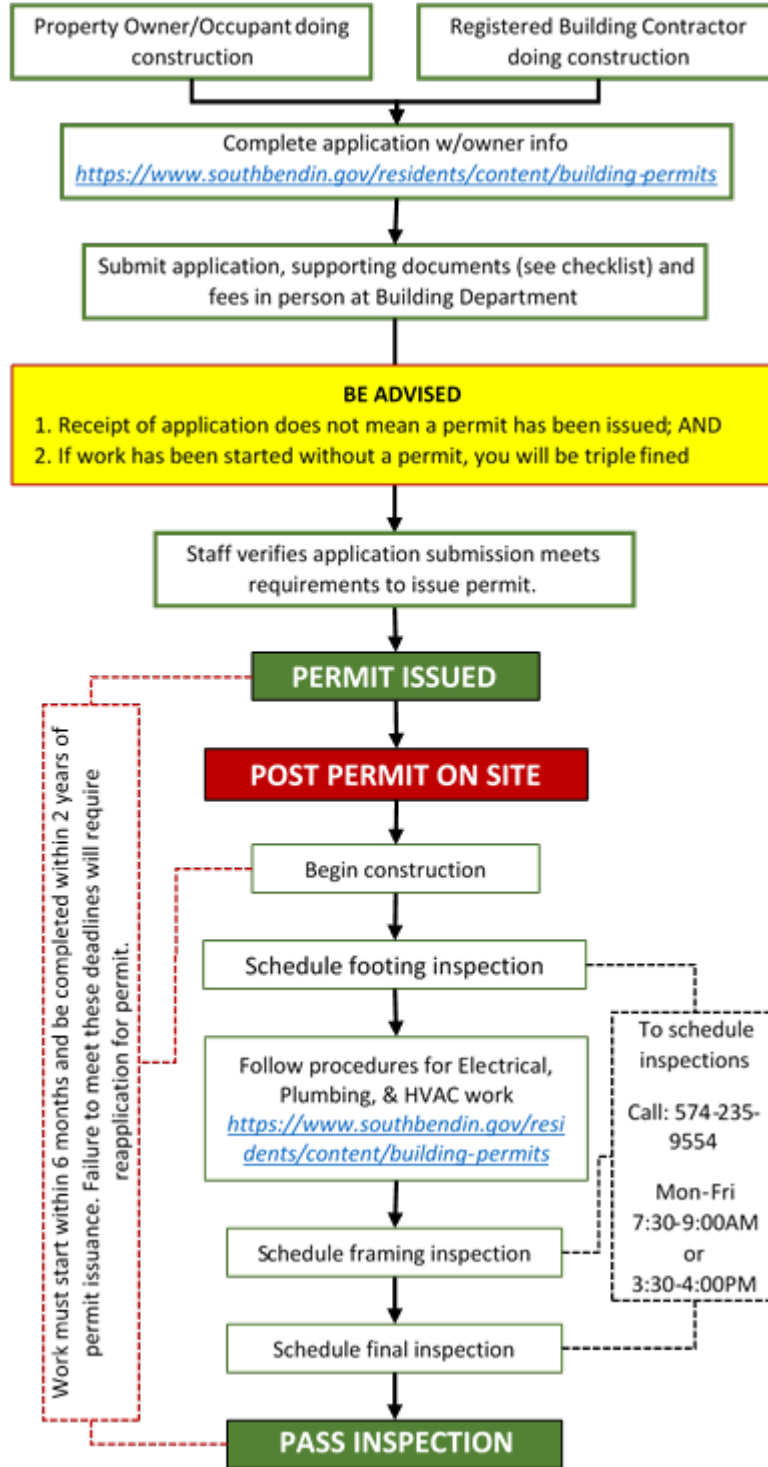 Property Owner/Occupant doing
construction
Registered Building Contractor
doing construction
Complete application w/owner info
https://www.southbendin.gov/residents/content/building-permits
Submit application, supporting documents (see checklist) and
fees in person at Building Department
BE ADVISED
1. Receipt of application does not mean a permit has been issued; AND
2. If work has been started without a permit, you will be triple fined
Staff verifies application submission meets
requirements to issue permit.
PERMIT ISSUED
POST PERMIT ON SITE
Begin construction
Schedule footing inspection
Follow procedures for Electrical,
Plumbing, & HVAC work
https://www.southbendin.gov/resi
dents/content/building-permits
Schedule framing inspection
Schedule final inspection
PASS INSPECTION
Work must start within 6 months and be completed within 2 years of
permit issuance. Failure to meet these deadlines will require
reapplication for permit.
To schedule
inspections
Call: 574-235-
9554
Mon-Fri
7:30-9:00AM
or
3:30-4:00PM